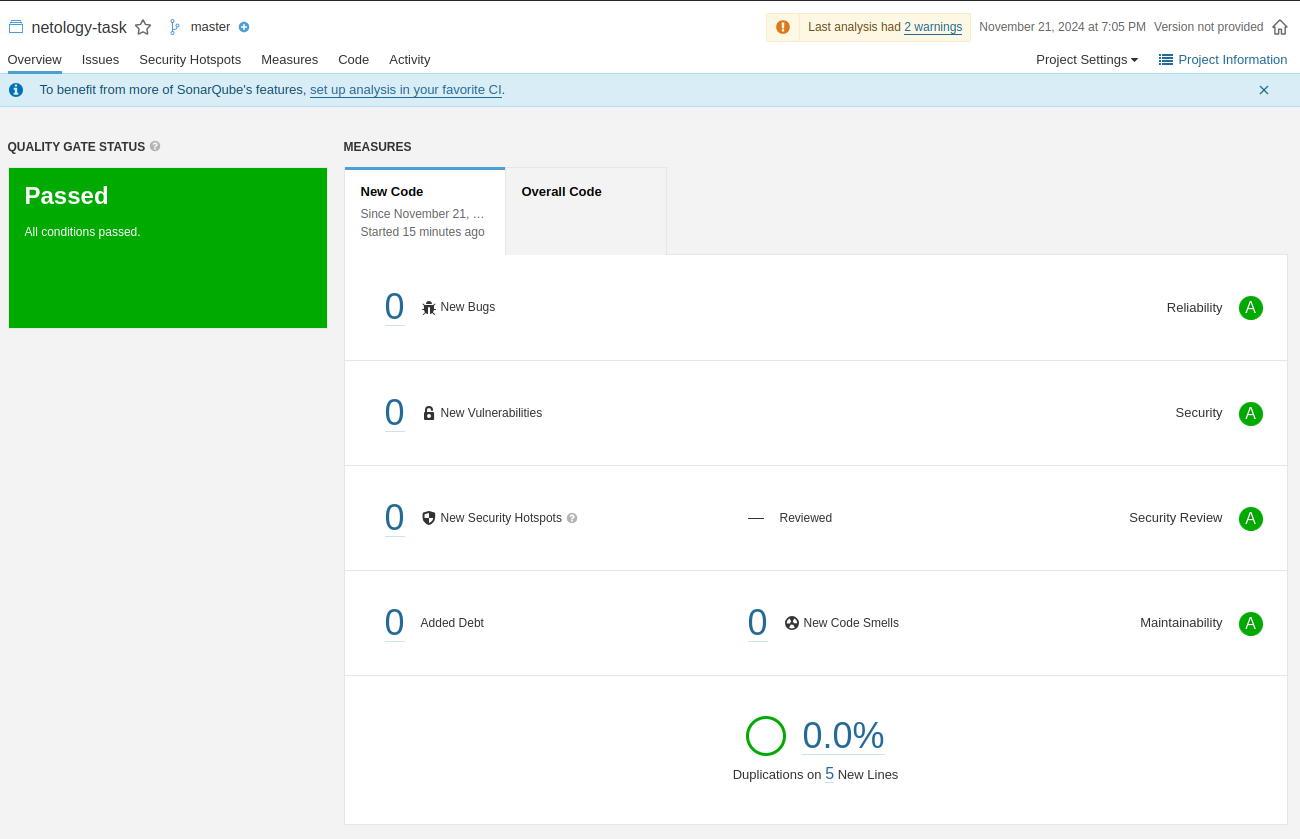 netology-task master Last analysis had 2 warnings November 21, 2024 at 7:05 PM Version not provided
Overview Issues Security Hotspots Measures Code Activity Project Settings Project Information
To benefit from more of SonarQube's features, set up analysis in your favorite CI.
QUALITY GATE STATUS
Passed
All conditions passed.
MEASURES
New Code
Since November 21, …
Started 15 minutes ago
Overall Code
0 New Bugs Reliability A
0 New Vulnerabilities Security A
0 New Security Hotspots — Reviewed Security Review A
0 Added Debt 0 New Code Smells Maintainability A
0.0%
Duplications on 5 New Lines